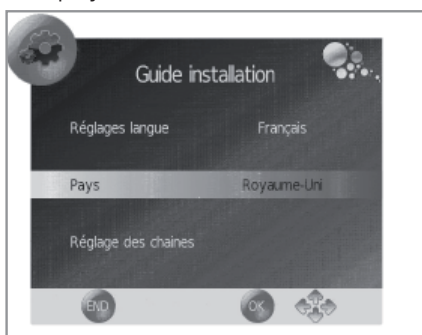 Guide installation
Réglages langue Français
Pays Royaume-Uni
Réglage des chaines
END OK